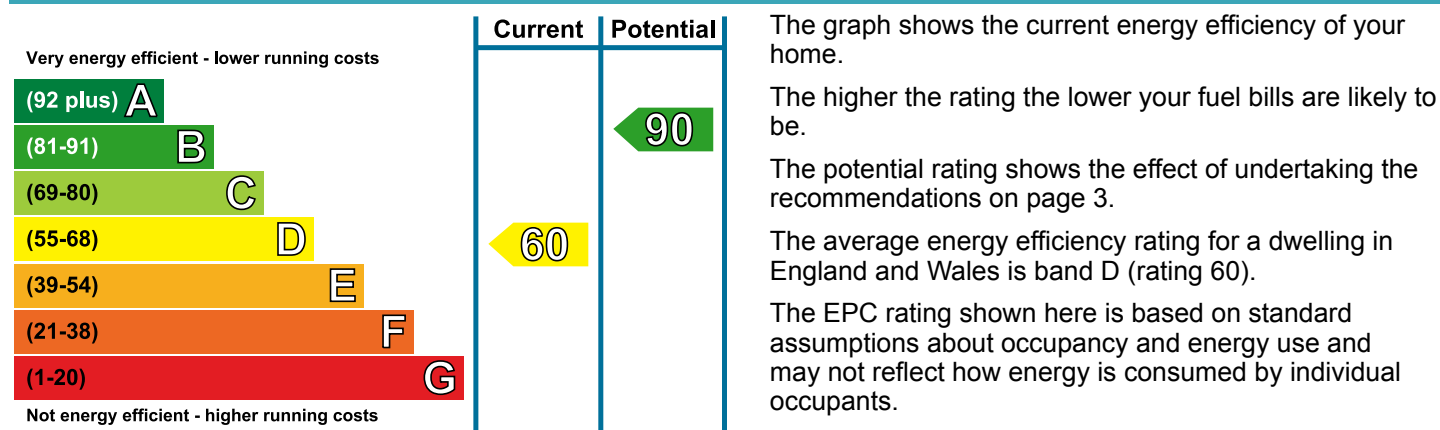 Current Potential
Very energy efficient - lower running costs
(92 plus) A
(81-91) B
90
(69-80) C
(55-68) D
60
(39-54) E
(21-38) F
(1-20) G
Not energy efficient - higher running costs
The graph shows the current energy efficiency of your
home.
The higher the rating the lower your fuel bills are likely to
be.
The potential rating shows the effect of undertaking the
recommendations on page 3.
The average energy efficiency rating for a dwelling in
England and Wales is band D (rating 60).
The EPC rating shown here is based on standard
assumptions about occupancy and energy use and
may not reflect how energy is consumed by individual
occupants.